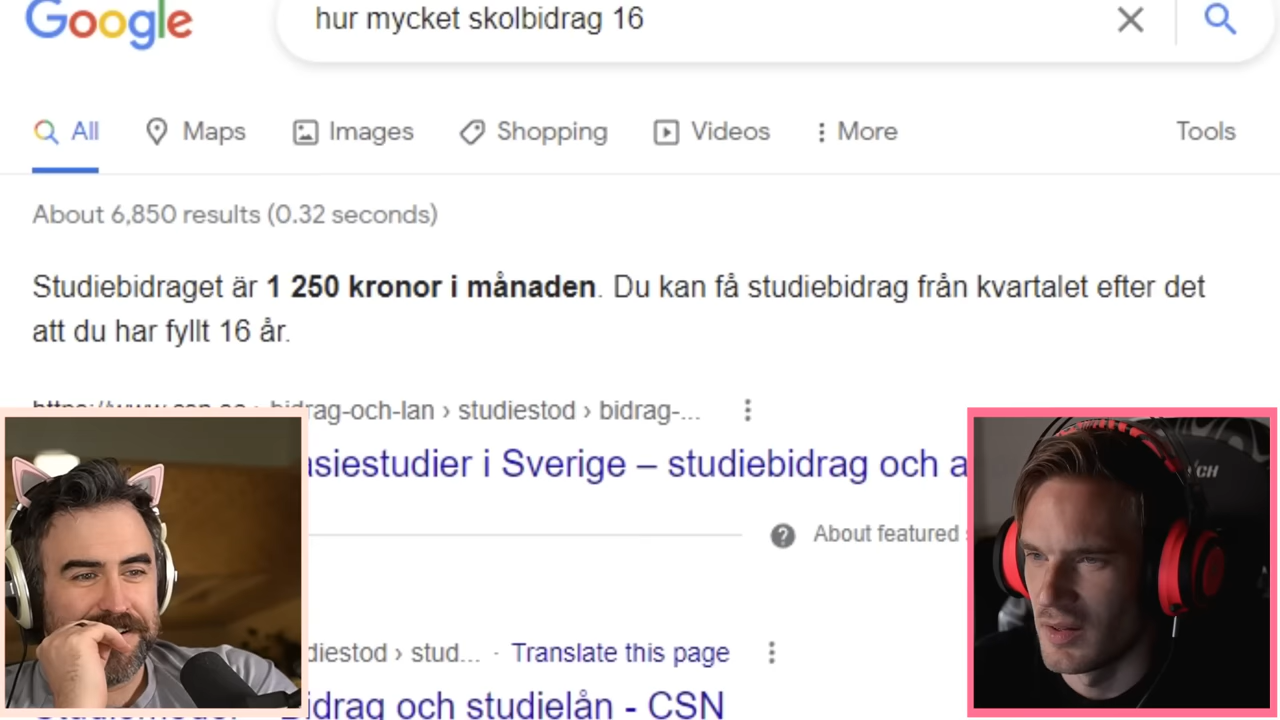 Google
hur mycket skolbidrag 16
All Maps Images Shopping Videos More Tools
About 6,850 results (0.32 seconds)
Studiebidraget är 1 250 kronor i månaden. Du kan få studiebidrag från kvartalet efter det
att du har fyllt 16 år.
bidrag-och-lan › studiestod › bidrag-...
i Sverige – studiebidrag och a
About featured
stud... · Translate this page
Bidrag och studielån - CSN